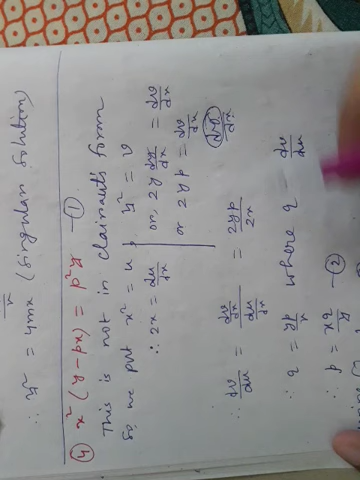 ∴ y² = 4mx (Singular Solution)
④ x² (y - px) = p²y —①
This is not in clairaut's form
So, we put x² = u , y² = v
∴ 2x = du/dx | or, 2y dy/dx = dv/dx
or 2yp = dv/dx
∴ dv/du = (dv/dx)/(du/dx) = 2yp/2x
∴ q = yp/x where q = dv/du
∴ p = xq/y —②